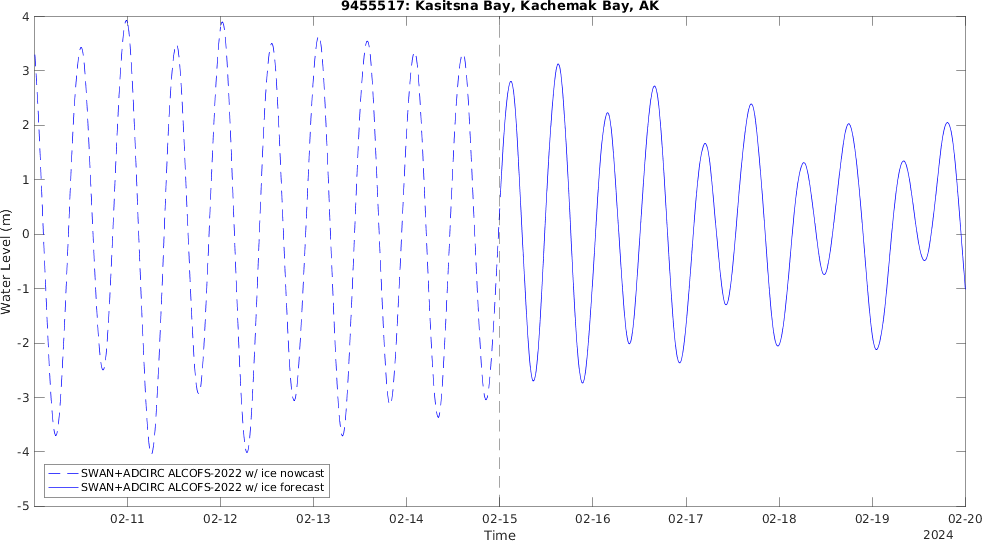 9455517: Kasitsna Bay, Kachemak Bay, AK
4
3
2
1
0
-1
-2
-3
-4
-5
Water Level (m)
SWAN+ADCIRC ALCOFS-2022 w/ ice nowcast
SWAN+ADCIRC ALCOFS-2022 w/ ice forecast
02-11 02-12 02-13 02-14 02-15 02-16 02-17 02-18 02-19 02-20
Time
2024